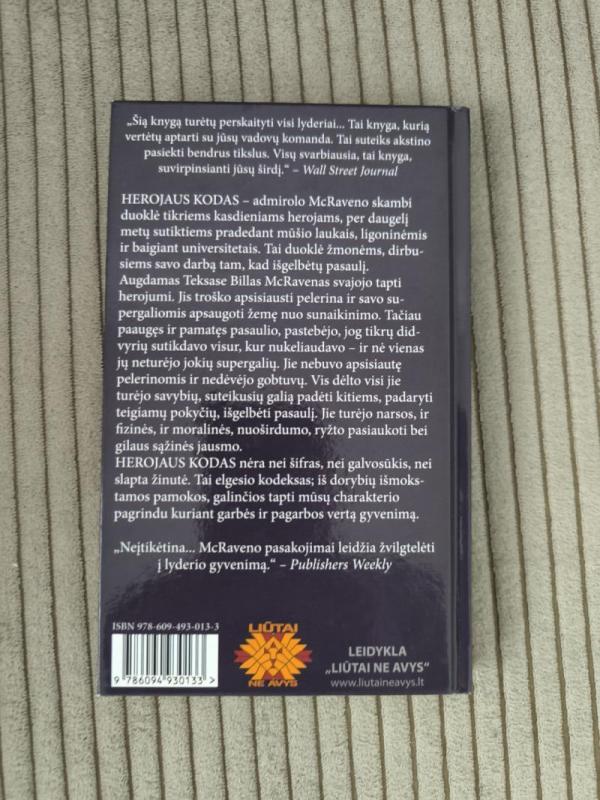 „Šią knygą turėtų perskaityti visi lyderiai... Tai knyga, kurią
vertėtų aptarti su jūsų vadovų komanda. Tai suteiks akstino
pasiekti bendrus tikslus. Visų svarbiausia, tai knyga,
suvirpinsianti jūsų širdį.“ – Wall Street Journal
HEROJAUS KODAS – admirolo McRaveno skambi
duoklė tikriems kasdieniams herojams, per daugelį
metų sutiktiems pradedant mūšio laukais, ligoninėmis
ir baigiant universitetais. Tai duoklė žmonėms, dirbu-
siems savo darbą tam, kad išgelbėtų pasaulį.
Augdamas Teksase Billas McRavenas svajojo tapti
herojumi. Jis troško apsisiausti pelerina ir savo su-
pergaliomis apsaugoti žemę nuo sunaikinimo. Tačiau
paaugęs ir pamatęs pasaulio, pastebėjo, jog tikrų did-
vyrių sutikdavo visur, kur nukeliaudavo – ir nė vienas
jų neturėjo jokių supergalių. Jie nebuvo apsisiautę
pelerinomis ir nedėvėjo gobtuvų. Vis dėlto visi jie
turėjo savybių, suteikusių galią padėti kitiems, padaryti
teigiamų pokyčių, išgelbėti pasaulį. Jie turėjo narsos, ir
fizinės, ir moralinės, nuoširdumo, ryžto pasiaukoti bei
gilaus sąžinės jausmo.
HEROJAUS KODAS nėra nei šifras, nei galvosūkis, nei
slapta žinutė. Tai elgesio kodeksas; iš dorybių išmoks-
tamos pamokos, galinčios tapti mūsų charakterio
pagrindu kuriant garbės ir pagarbos vertą gyvenimą.
„Neįtikėtina... McRaveno pasakojimai leidžia žvilgtelėti
į lyderio gyvenimą.“ – Publishers Weekly
ISBN 978-609-493-013-3
9 786094 930133 >
LIŪTAI
NE AVYS
LEIDYKLA
„LIŪTAI NE AVYS“
www.liutaineavys.lt